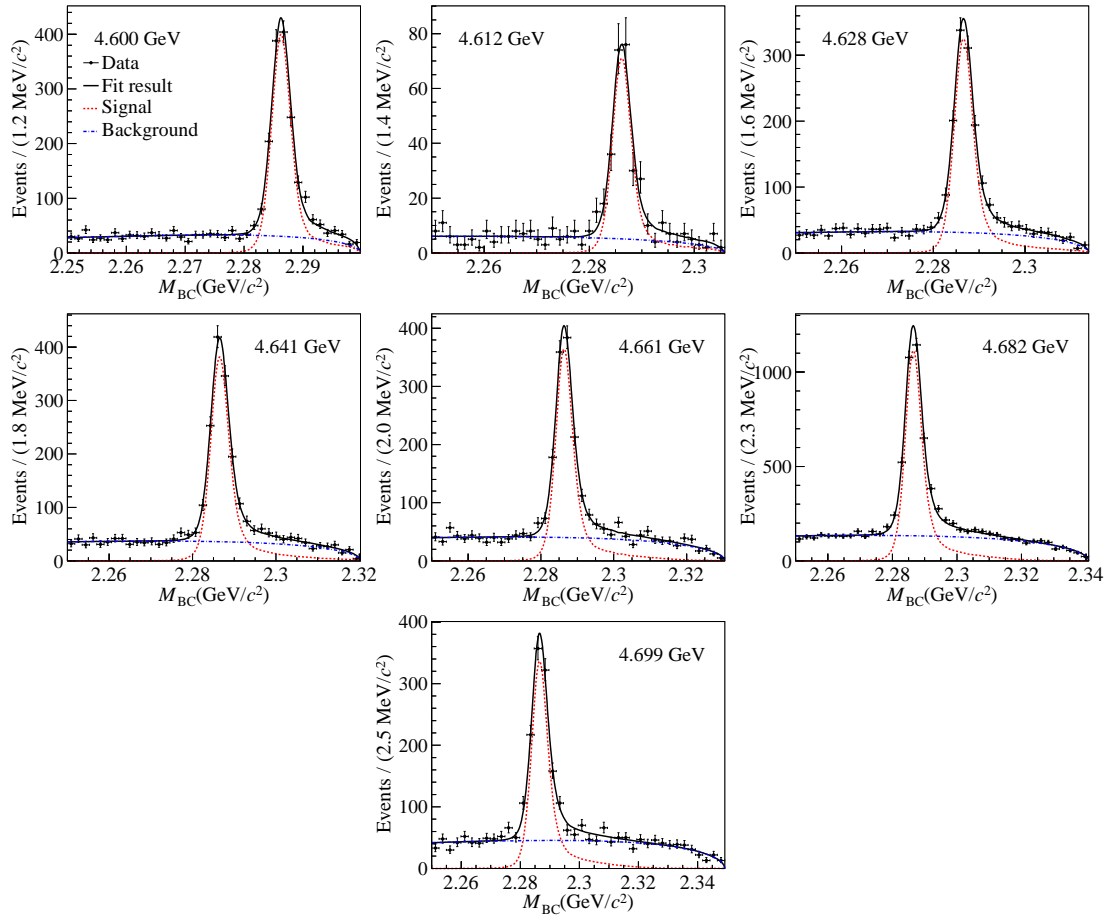 4.600 GeV
Data
Fit result
Signal
Background
Events / (1.2 MeV/c²)
0
100
200
300
400
2.25 2.26 2.27 2.28 2.29
M_BC(GeV/c²)
4.612 GeV
Events / (1.4 MeV/c²)
0
20
40
60
80
2.26 2.28 2.3
M_BC(GeV/c²)
4.628 GeV
Events / (1.6 MeV/c²)
0
100
200
300
2.26 2.28 2.3
M_BC(GeV/c²)
4.641 GeV
Events / (1.8 MeV/c²)
0
100
200
300
400
2.26 2.28 2.3 2.32
M_BC(GeV/c²)
4.661 GeV
Events / (2.0 MeV/c²)
0
100
200
300
400
2.26 2.28 2.3 2.32
M_BC(GeV/c²)
4.682 GeV
Events / (2.3 MeV/c²)
0
500
1000
2.26 2.28 2.3 2.32 2.34
M_BC(GeV/c²)
4.699 GeV
Events / (2.5 MeV/c²)
0
100
200
300
400
2.26 2.28 2.3 2.32 2.34
M_BC(GeV/c²)